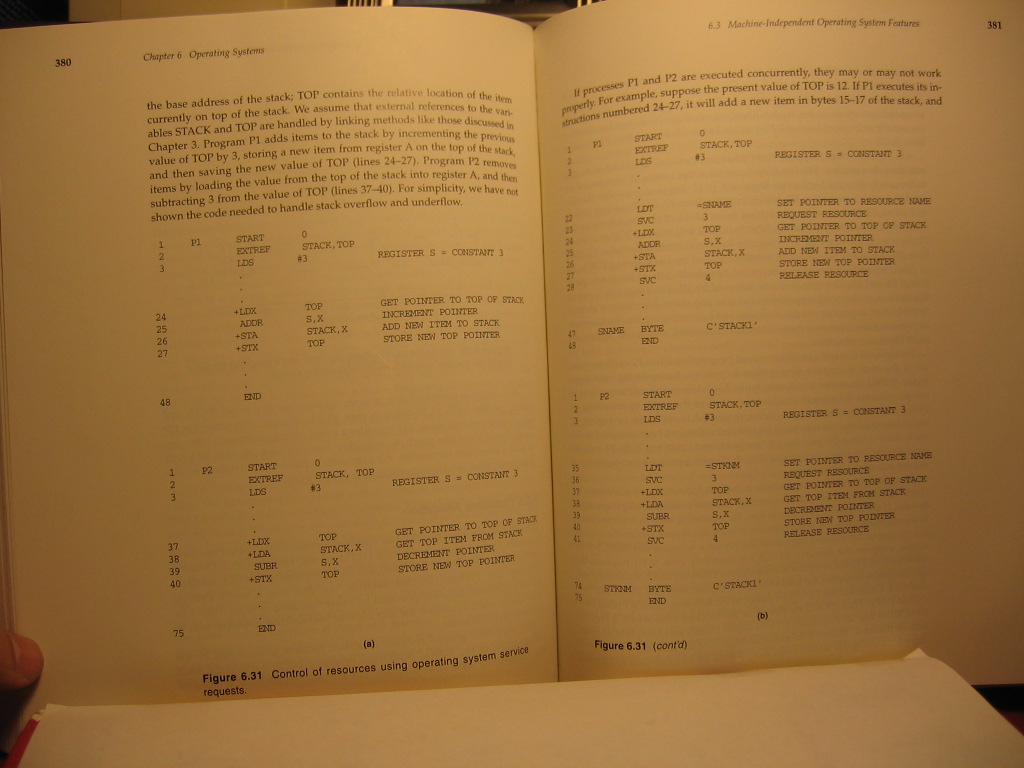 380
Chapter 6 Operating Systems
the base address of the stack; TOP contains the relative location of the item
currently on top of the stack. We assume that external references to the vari-
ables STACK and TOP are handled by linking methods like those discussed in
Chapter 3. Program P1 adds items to the stack by incrementing the previous
value of TOP by 3, storing a new item from register A on the top of the stack,
and then saving the new value of TOP (lines 24–27). Program P2 removes
items by loading the value from the top of the stack into register A, and then
subtracting 3 from the value of TOP (lines 37–40). For simplicity, we have not
shown the code needed to handle stack overflow and underflow.
1 P1 START 0
2 EXTREF STACK,TOP
3 LDS #3 REGISTER S = CONSTANT 3
.
.
.
24 +LDX TOP GET POINTER TO TOP OF STACK
25 ADDR S,X INCREMENT POINTER
26 +STA STACK,X ADD NEW ITEM TO STACK
27 +STX TOP STORE NEW TOP POINTER
.
.
.
48 END
1 P2 START 0
2 EXTREF STACK, TOP
3 LDS #3 REGISTER S = CONSTANT 3
.
.
.
37 +LDX TOP GET POINTER TO TOP OF STACK
38 +LDA STACK,X GET TOP ITEM FROM STACK
39 SUBR S,X DECREMENT POINTER
40 +STX TOP STORE NEW TOP POINTER
.
.
.
75 END
(a)
Figure 6.31 Control of resources using operating system service
requests.
6.3 Machine-Independent Operating System Features
381
If processes P1 and P2 are executed concurrently, they may or may not work
properly. For example, suppose the present value of TOP is 12. If P1 executes its in-
structions numbered 24–27, it will add a new item in bytes 15–17 of the stack, and
1 P1 START 0
2 EXTREF STACK,TOP
3 LDS #3 REGISTER S = CONSTANT 3
.
.
.
22 LDT =SNAME SET POINTER TO RESOURCE NAME
23 SVC 3 REQUEST RESOURCE
24 +LDX TOP GET POINTER TO TOP OF STACK
25 ADDR S,X INCREMENT POINTER
26 +STA STACK,X ADD NEW ITEM TO STACK
27 +STX TOP STORE NEW TOP POINTER
28 SVC 4 RELEASE RESOURCE
.
.
.
47 SNAME BYTE C'STACK1'
48 END
1 P2 START 0
2 EXTREF STACK,TOP
3 LDS #3 REGISTER S = CONSTANT 3
.
.
.
35 LDT =STKNM SET POINTER TO RESOURCE NAME
36 SVC 3 REQUEST RESOURCE
37 +LDX TOP GET POINTER TO TOP OF STACK
38 +LDA STACK,X GET TOP ITEM FROM STACK
39 SUBR S,X DECREMENT POINTER
40 +STX TOP STORE NEW TOP POINTER
41 SVC 4 RELEASE RESOURCE
.
.
.
74 STKNM BYTE C'STACK1'
75 END
(b)
Figure 6.31 (cont'd)